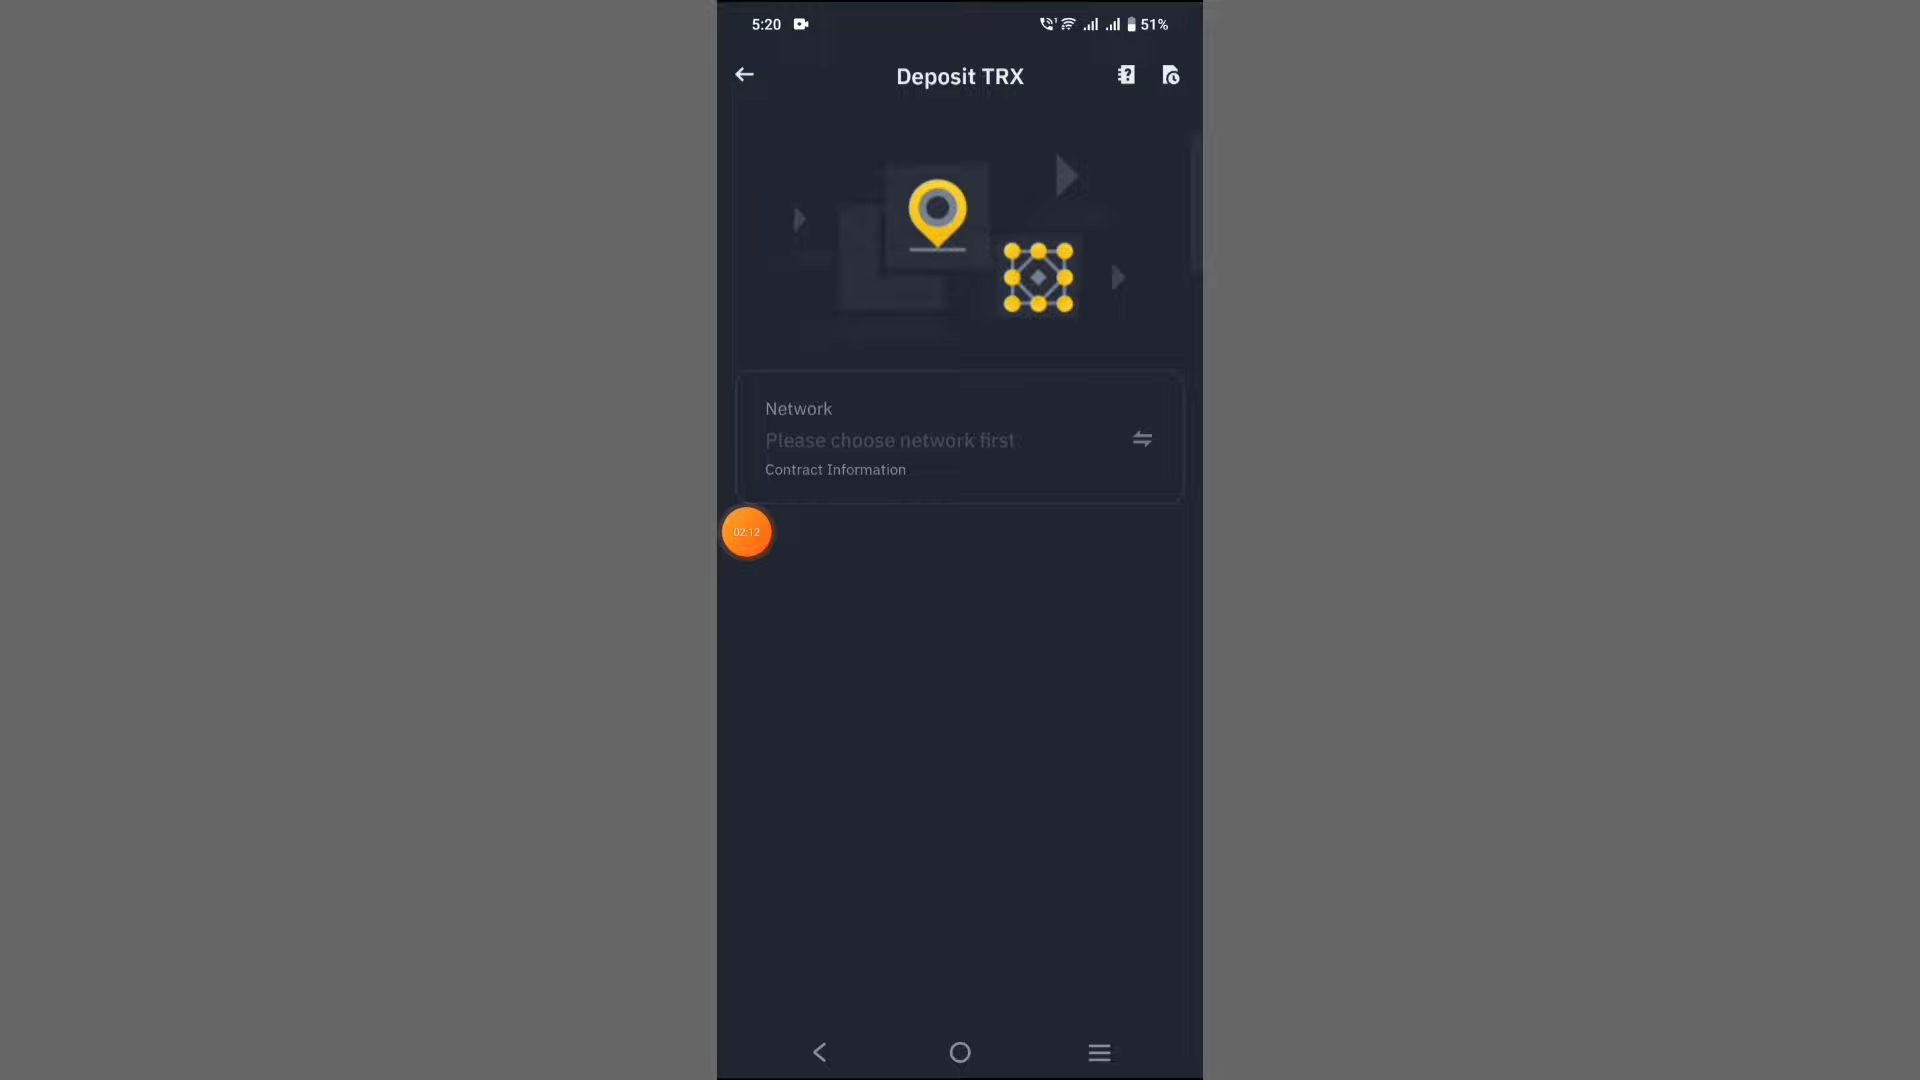 5:20
51%
Deposit TRX
Network
Please choose network first
Contract Information
02:12